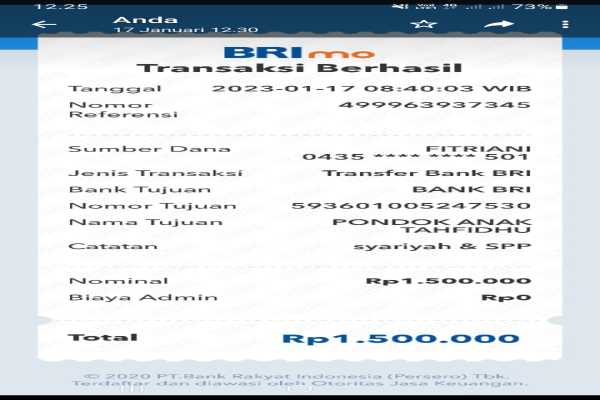 12.25 73%
Anda
17 Januari 12.30
BRImo
Transaksi Berhasil
Tanggal 2023-01-17 08:40:03 WIB
Nomor 499963937345
Referensi
Sumber Dana FITRIANI
0435 **** **** 501
Jenis Transaksi Transfer Bank BRI
Bank Tujuan BANK BRI
Nomor Tujuan 593601005247530
Nama Tujuan PONDOK ANAK
TAHFIDHU
Catatan syariyah & SPP
Nominal Rp1.500.000
Biaya Admin Rp0
Total Rp1.500.000
© 2020 PT.Bank Rakyat Indonesia (Persero) Tbk.
Terdaftar dan diawasi oleh Otoritas Jasa Keuangan.